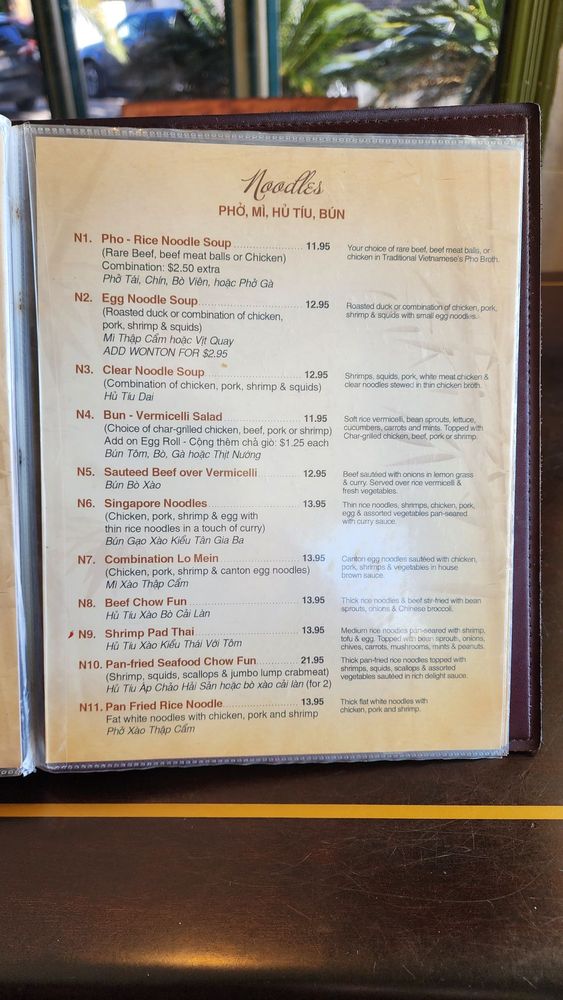 Noodles
PHỞ, MÌ, HỦ TÍU, BÚN
N1. Pho - Rice Noodle Soup 11.95
(Rare Beef, beef meat balls or Chicken)
Combination: $2.50 extra
Phở Tái, Chín, Bò Viên, hoặc Phở Gà
Your choice of rare beef, beef meat balls, or
chicken in Traditional Vietnamese's Pho Broth.
N2. Egg Noodle Soup 12.95
(Roasted duck or combination of chicken,
pork, shrimp & squids)
Mì Thập Cẩm hoặc Vịt Quay
ADD WONTON FOR $2.95
Roasted duck or combination of chicken, pork,
shrimp & squids with small egg noodles.
N3. Clear Noodle Soup 12.95
(Combination of chicken, pork, shrimp & squids)
Hủ Tíu Dai
Shrimps, squids, pork, white meat chicken &
clear noodles stewed in thin chicken broth.
N4. Bun - Vermicelli Salad 11.95
(Choice of char-grilled chicken, beef, pork or shrimp)
Add on Egg Roll - Cộng thêm chả giò: $1.25 each
Bún Tôm, Bò, Gà hoặc Thịt Nướng
Soft rice vermicelli, bean sprouts, lettuce,
cucumbers, carrots and mints. Topped with
Char-grilled chicken, beef, pork or shrimp.
N5. Sauteed Beef over Vermicelli 12.95
Bún Bò Xào
Beef sautéed with onions in lemon grass
& curry. Served over rice vermicelli &
fresh vegetables.
N6. Singapore Noodles 13.95
(Chicken, pork, shrimp & egg with
thin rice noodles in a touch of curry)
Bún Gạo Xào Kiểu Tân Gia Ba
Thin rice noodles, shrimps, chicken, pork,
egg & assorted vegetables pan-seared
with curry sauce.
N7. Combination Lo Mein 13.95
(Chicken, pork, shrimp & canton egg noodles)
Mì Xào Thập Cẩm
Canton egg noodles sautéed with chicken,
pork, shrimps & vegetables in house
brown sauce.
N8. Beef Chow Fun 13.95
Hủ Tíu Xào Bò Cải Làn
Thick rice noodles & beef stir-fried with bean
sprouts, onions & Chinese broccoli.
N9. Shrimp Pad Thai 13.95
Hủ Tíu Xào Kiểu Thái Với Tôm
Medium rice noodles pan-seared with shrimp,
tofu & egg. Topped with bean sprouts, onions,
chives, carrots, mushrooms, mints & peanuts.
N10. Pan-fried Seafood Chow Fun 21.95
(Shrimp, squids, scallops & jumbo lump crabmeat)
Hủ Tíu Áp Chảo Hải Sản hoặc bò xào cải làn (for 2)
Thick pan-fried rice noodles topped with
shrimps, squids, scallops & assorted
vegetables sautéed in rich delight sauce.
N11. Pan Fried Rice Noodle 13.95
Fat white noodles with chicken, pork and shrimp
Phở Xào Thập Cẩm
Thick flat white noodles with
chicken, pork and shrimp.